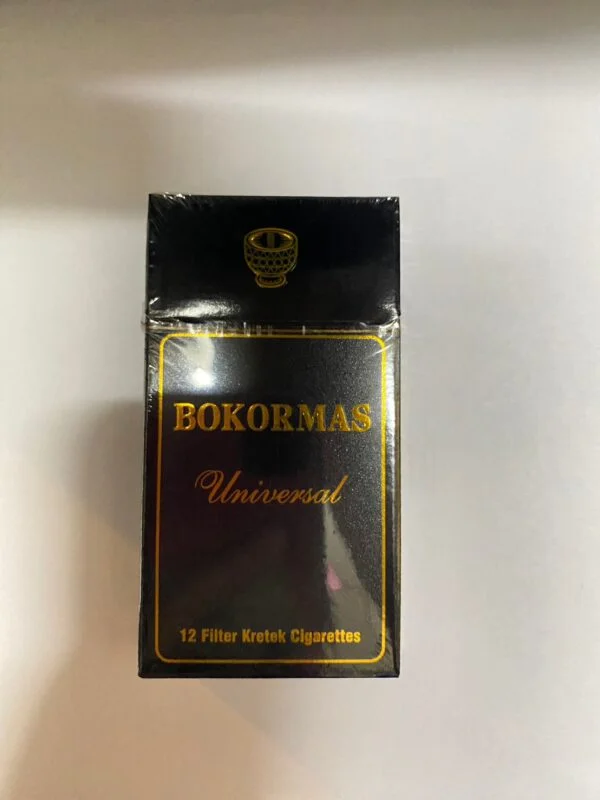 BOKORMAS
Universal
12 Filter Kretek Cigarettes